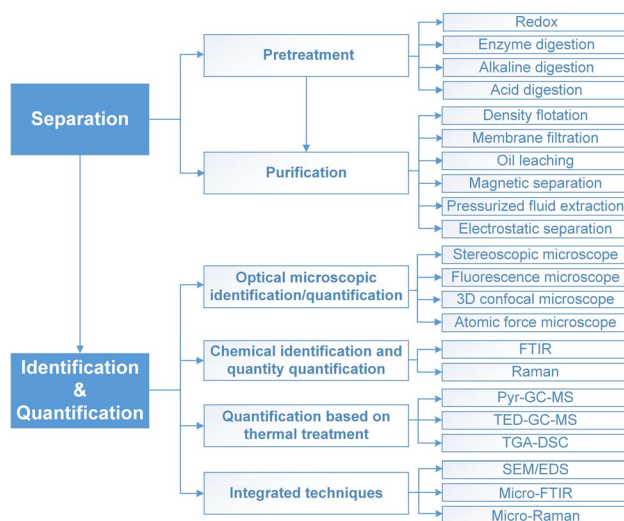 Separation
Pretreatment
Redox
Enzyme digestion
Alkaline digestion
Acid digestion
Purification
Density flotation
Membrane filtration
Oil leaching
Magnetic separation
Pressurized fluid extraction
Electrostatic separation
Identification
&
Quantification
Optical microscopic
identification/quantification
Stereoscopic microscope
Fluorescence microscope
3D confocal microscope
Atomic force microscope
Chemical identification and
quantity quantification
FTIR
Raman
Quantification based on
thermal treatment
Pyr-GC-MS
TED-GC-MS
TGA-DSC
Integrated techniques
SEM/EDS
Micro-FTIR
Micro-Raman